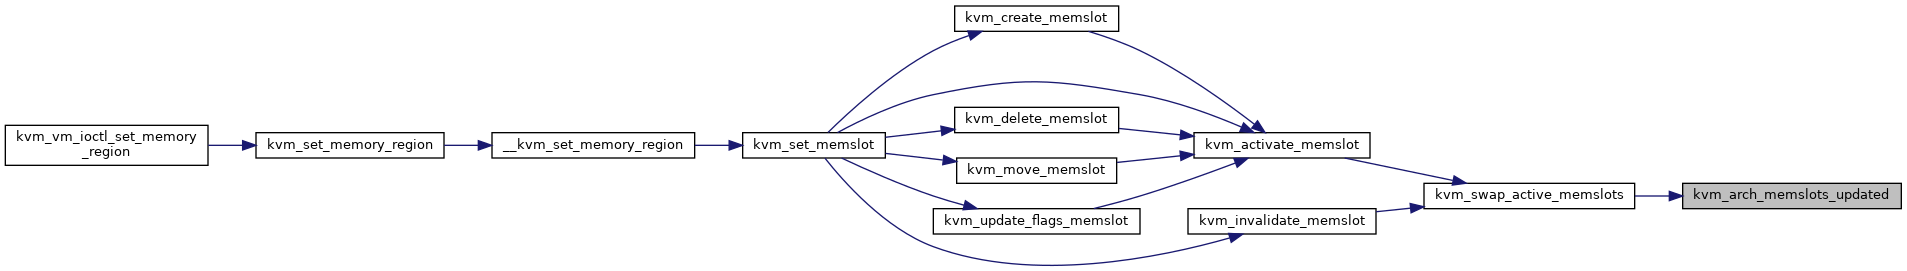 kvm_vm_ioctl_set_memory
_region
kvm_set_memory_region
__kvm_set_memory_region
kvm_set_memslot
kvm_create_memslot
kvm_delete_memslot
kvm_move_memslot
kvm_update_flags_memslot
kvm_activate_memslot
kvm_invalidate_memslot
kvm_swap_active_memslots
kvm_arch_memslots_updated